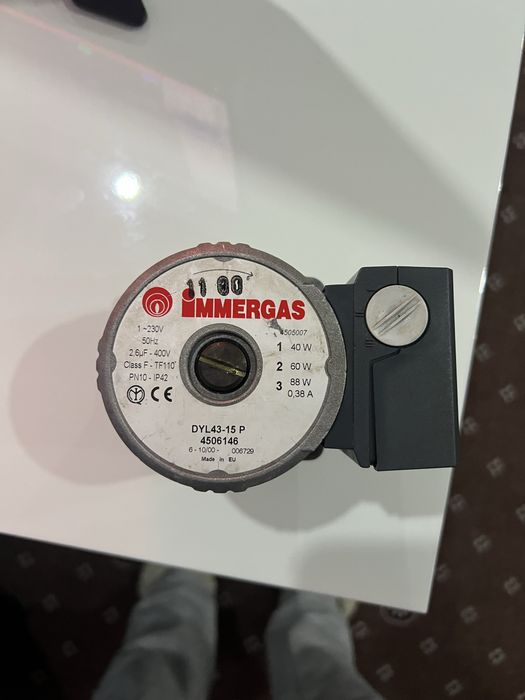 11 00
IMMERGAS
4505007
1 ~230V
50Hz
2.6µF - 400V
Class F - TF110
PN10 - IP42
CE
1 40 W
2 60 W
3 88 W
0,38 A
DYL43-15 P
4506146
6 - 10/00 - 006729
Made in EU